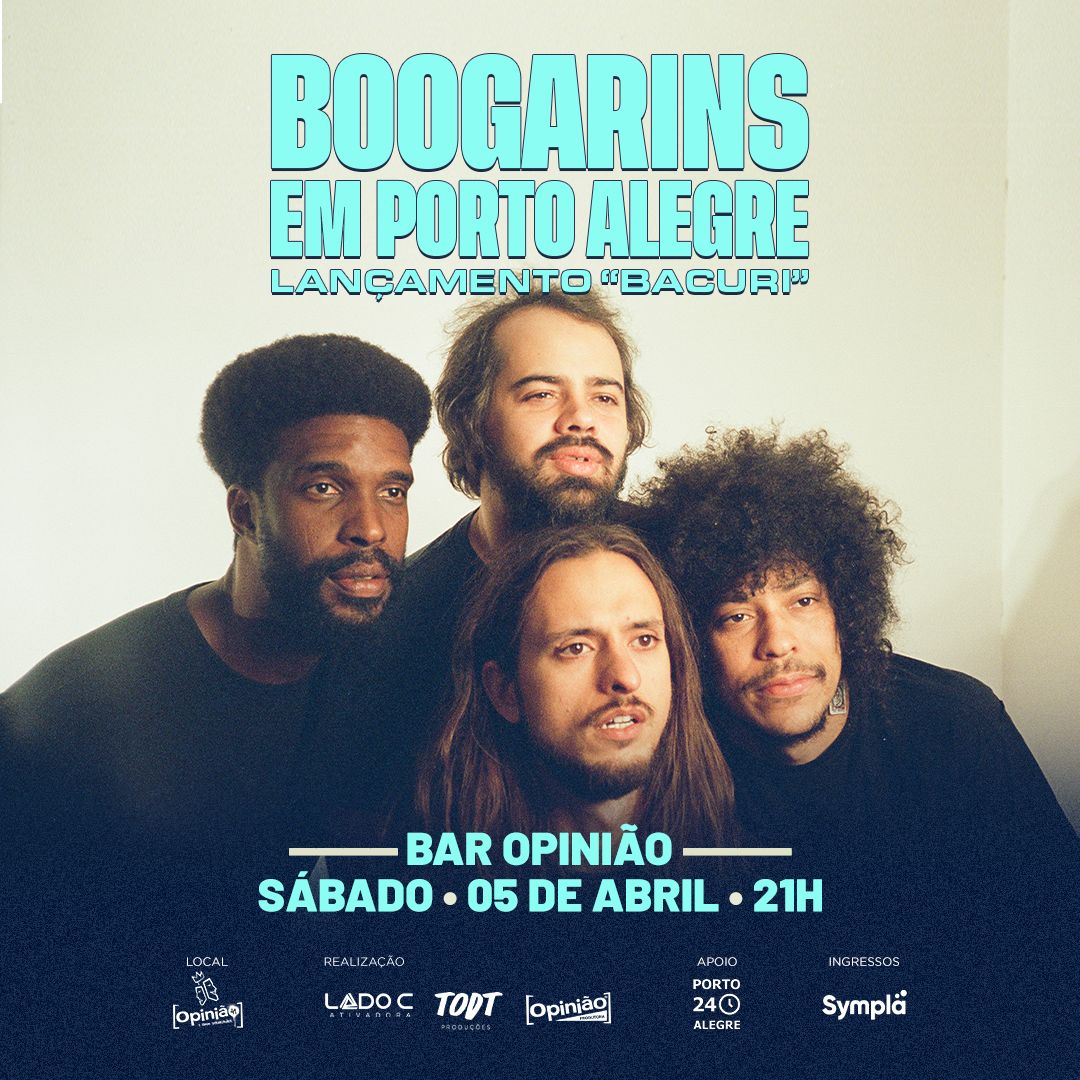 BOOGARINS
EM PORTO ALEGRE
LANÇAMENTO “BACURI”
BAR OPINIÃO
SÁBADO • 05 DE ABRIL • 21H
LOCAL
REALIZAÇÃO
APOIO
INGRESSOS
Opinião
LADO C
ATIVADORA
TODT
PRODUÇÕES
Opinião
PRODUTORA
PORTO
24
ALEGRE
Sympla